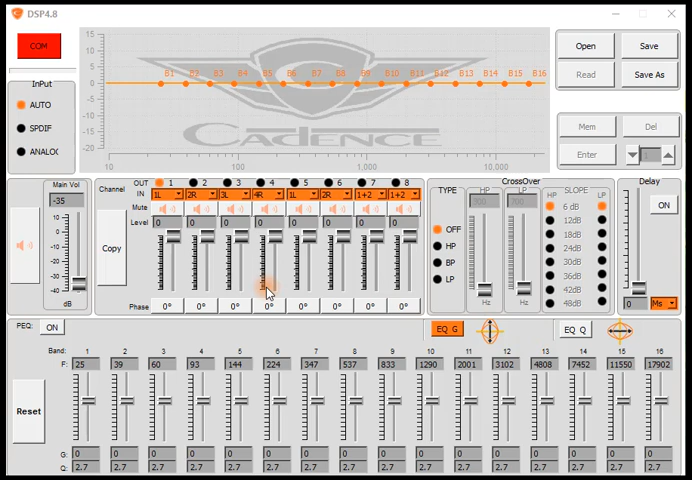 DSP4.8
COM
InPut
AUTO
SPDIF
ANALO(
15
10
5
0
-5
-10
-15
-20
B1 B2 B3 B4 B5 B6 B7 B8 B9 B10 B11 B12 B13 B14 B15 B16
CADENCE
10 100 1,000 10,000
Open Save
Read Save As
Mem Del
Enter
Main Vol
-35
10
0
-10
-20
-30
-40
dB
Channel
Copy
OUT 1 2 3 4 5 6 7 8
IN 1L 2R 3L 4R 1L 2R 1+2 1+2
Mute
Level 0 0 0 0 0 0 0 0
Phase 0° 0° 0° 0° 0° 0° 0° 0°
CrossOver
TYPE HP LP SLOPE
HP LP
OFF
HP
BP
LP
Hz Hz
6 dB
12dB
18dB
24dB
30dB
36dB
42dB
48dB
Delay
ON
0 Ms
PEQ: ON
EQ G EQ Q
Band: 1 2 3 4 5 6 7 8 9 10 11 12 13 14 15 16
F: 25 39 60 93 144 224 347 537 833 1290 2001 3102 4808 7452 11550 17902
Reset
G: 0 0 0 0 0 0 0 0 0 0 0 0 0 0 0 0
Q: 2.7 2.7 2.7 2.7 2.7 2.7 2.7 2.7 2.7 2.7 2.7 2.7 2.7 2.7 2.7 2.7